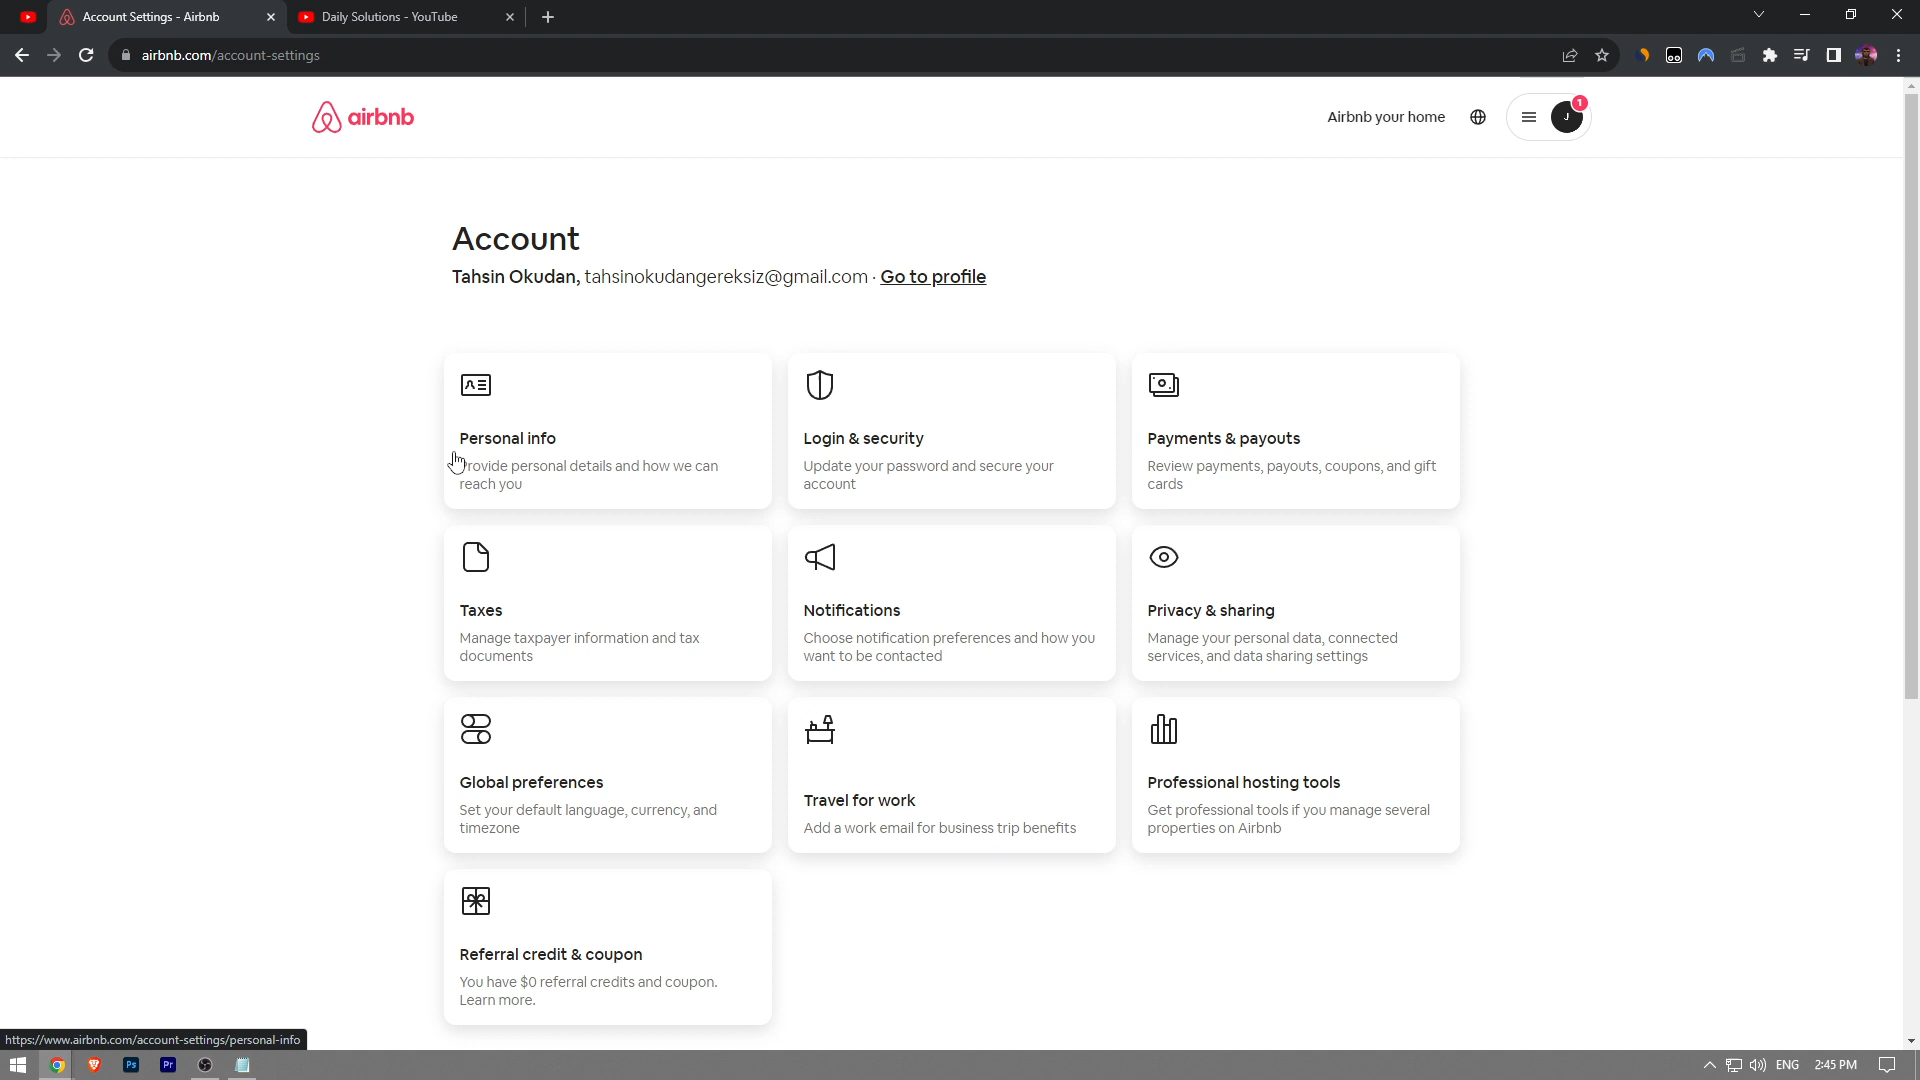 Account Settings - Airbnb
Daily Solutions - YouTube
airbnb.com/account-settings
airbnb
Airbnb your home
J
1
Account
Tahsin Okudan, tahsinokudangereksiz@gmail.com · Go to profile
Personal info
Provide personal details and how we can
reach you
Login & security
Update your password and secure your
account
Payments & payouts
Review payments, payouts, coupons, and gift
cards
Taxes
Manage taxpayer information and tax
documents
Notifications
Choose notification preferences and how you
want to be contacted
Privacy & sharing
Manage your personal data, connected
services, and data sharing settings
Global preferences
Set your default language, currency, and
timezone
Travel for work
Add a work email for business trip benefits
Professional hosting tools
Get professional tools if you manage several
properties on Airbnb
Referral credit & coupon
You have $0 referral credits and coupon.
Learn more.
https://www.airbnb.com/account-settings/personal-info
Ps
Pr
ENG
2:45 PM